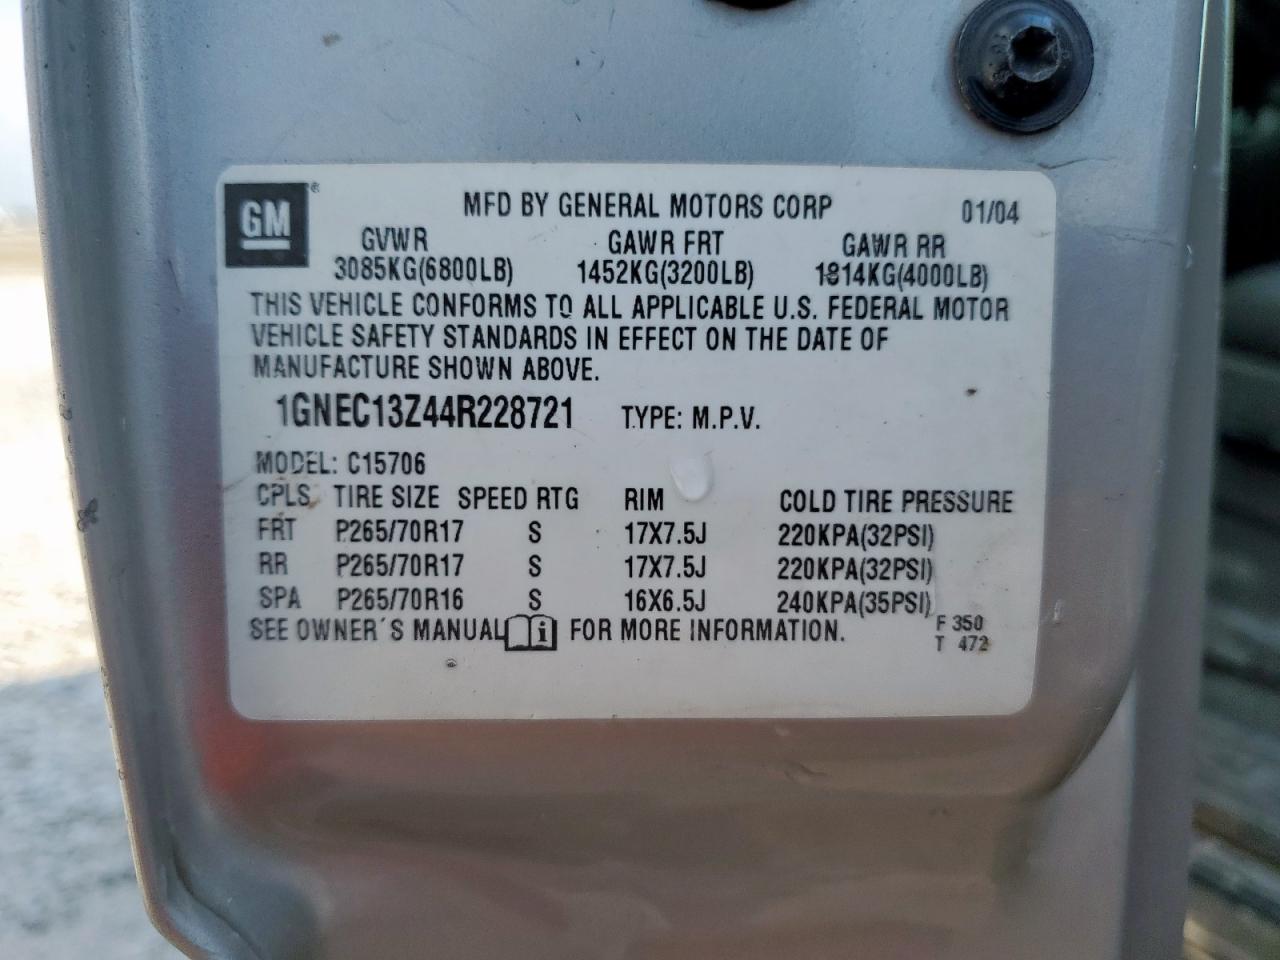 GM®
MFD BY GENERAL MOTORS CORP 01/04
GVWR GAWR FRT GAWR RR
3085KG(6800LB) 1452KG(3200LB) 1814KG(4000LB)
THIS VEHICLE CONFORMS TO ALL APPLICABLE U.S. FEDERAL MOTOR
VEHICLE SAFETY STANDARDS IN EFFECT ON THE DATE OF
MANUFACTURE SHOWN ABOVE.
1GNEC13Z44R228721 TYPE: M.P.V.
MODEL: C15706
CPLS TIRE SIZE SPEED RTG RIM COLD TIRE PRESSURE
FRT P265/70R17 S 17X7.5J 220KPA(32PSI)
RR P265/70R17 S 17X7.5J 220KPA(32PSI)
SPA P265/70R16 S 16X6.5J 240KPA(35PSI)
SEE OWNER'S MANUAL i FOR MORE INFORMATION.
F 350
T 472